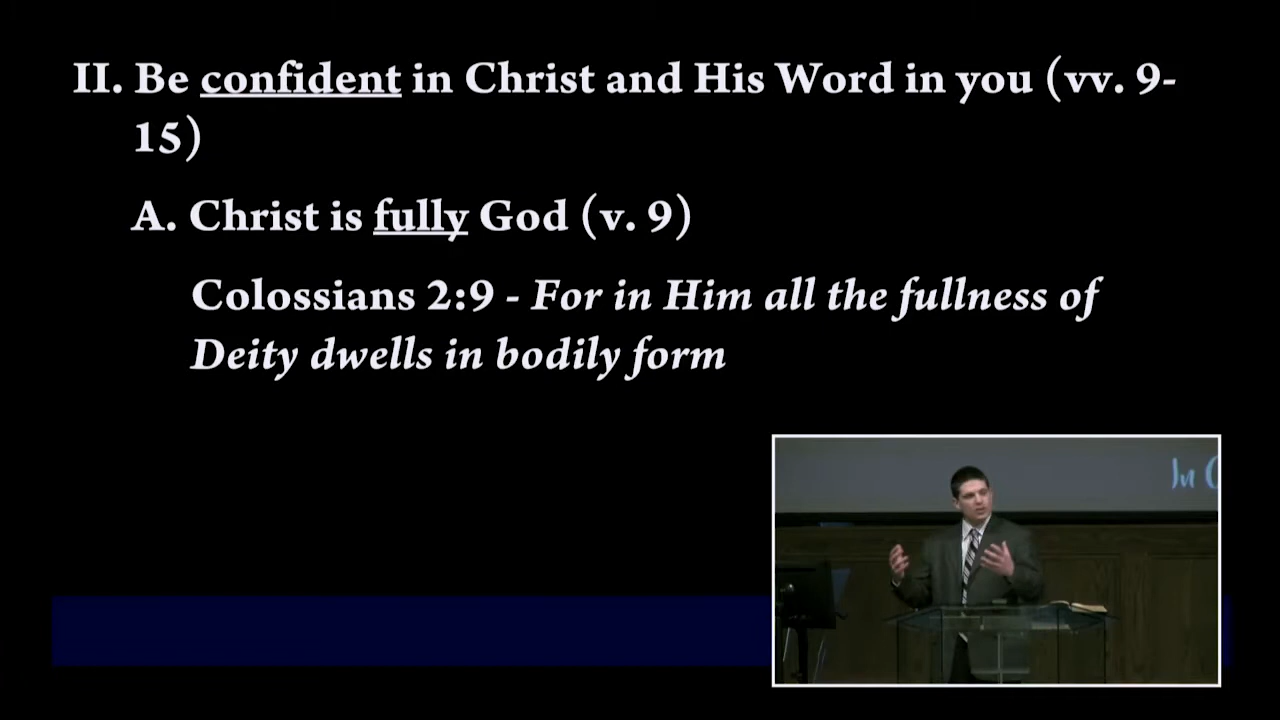 II. Be confident in Christ and His Word in you (vv. 9-
15)
A. Christ is fully God (v. 9)
Colossians 2:9 - For in Him all the fullness of
Deity dwells in bodily form
In